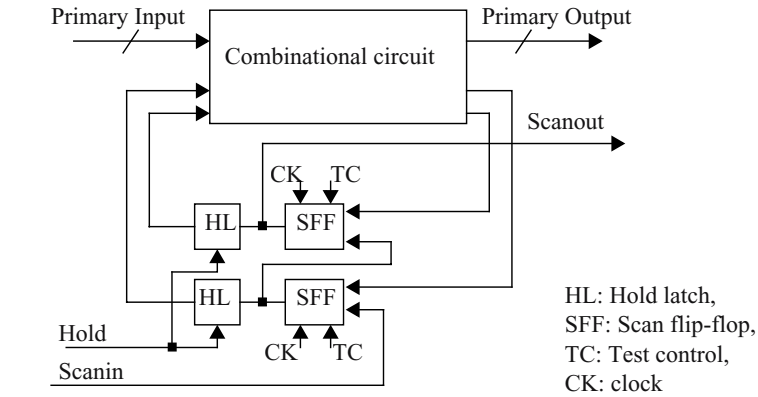 Primary Input
Primary Output
Combinational circuit
Scanout
CK TC
HL SFF
HL SFF
Hold
CK TC
Scanin
HL: Hold latch,
SFF: Scan flip-flop,
TC: Test control,
CK: clock